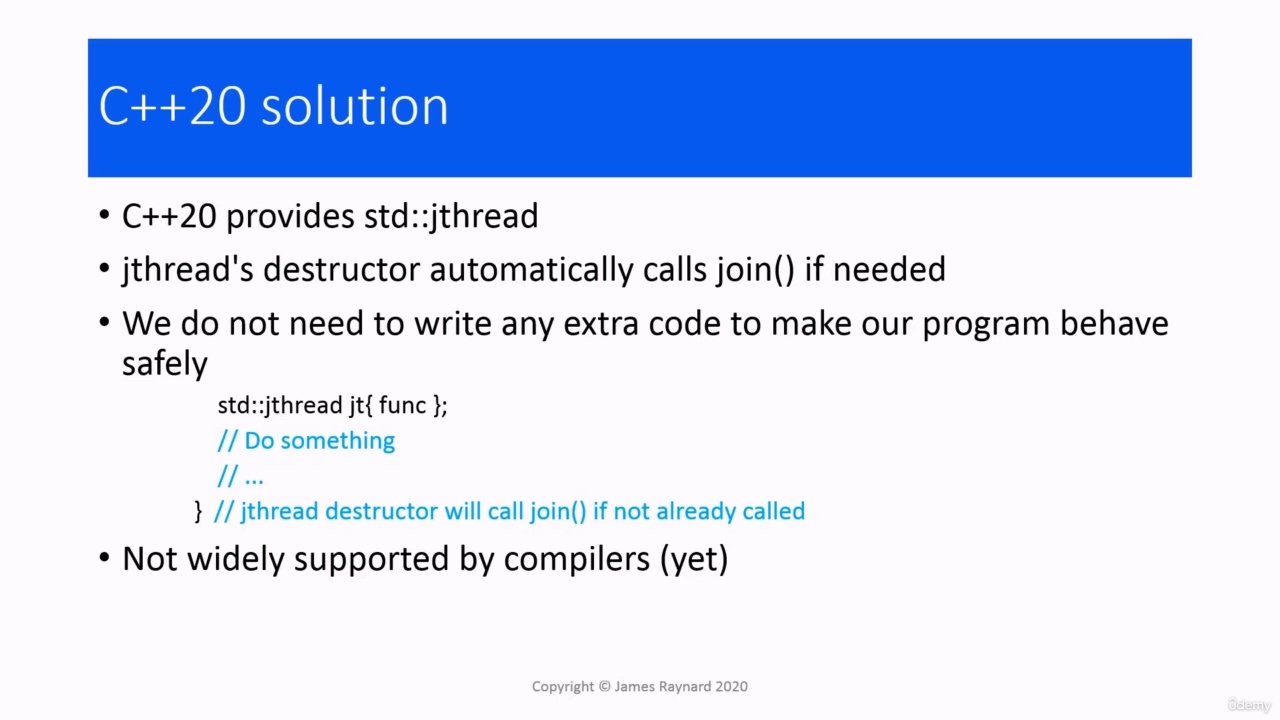 C++20 solution
• C++20 provides std::jthread
• jthread's destructor automatically calls join() if needed
• We do not need to write any extra code to make our program behave
safely
std::jthread jt{ func };
// Do something
// ...
} // jthread destructor will call join() if not already called
• Not widely supported by compilers (yet)
Copyright © James Raynard 2020
ûdemy